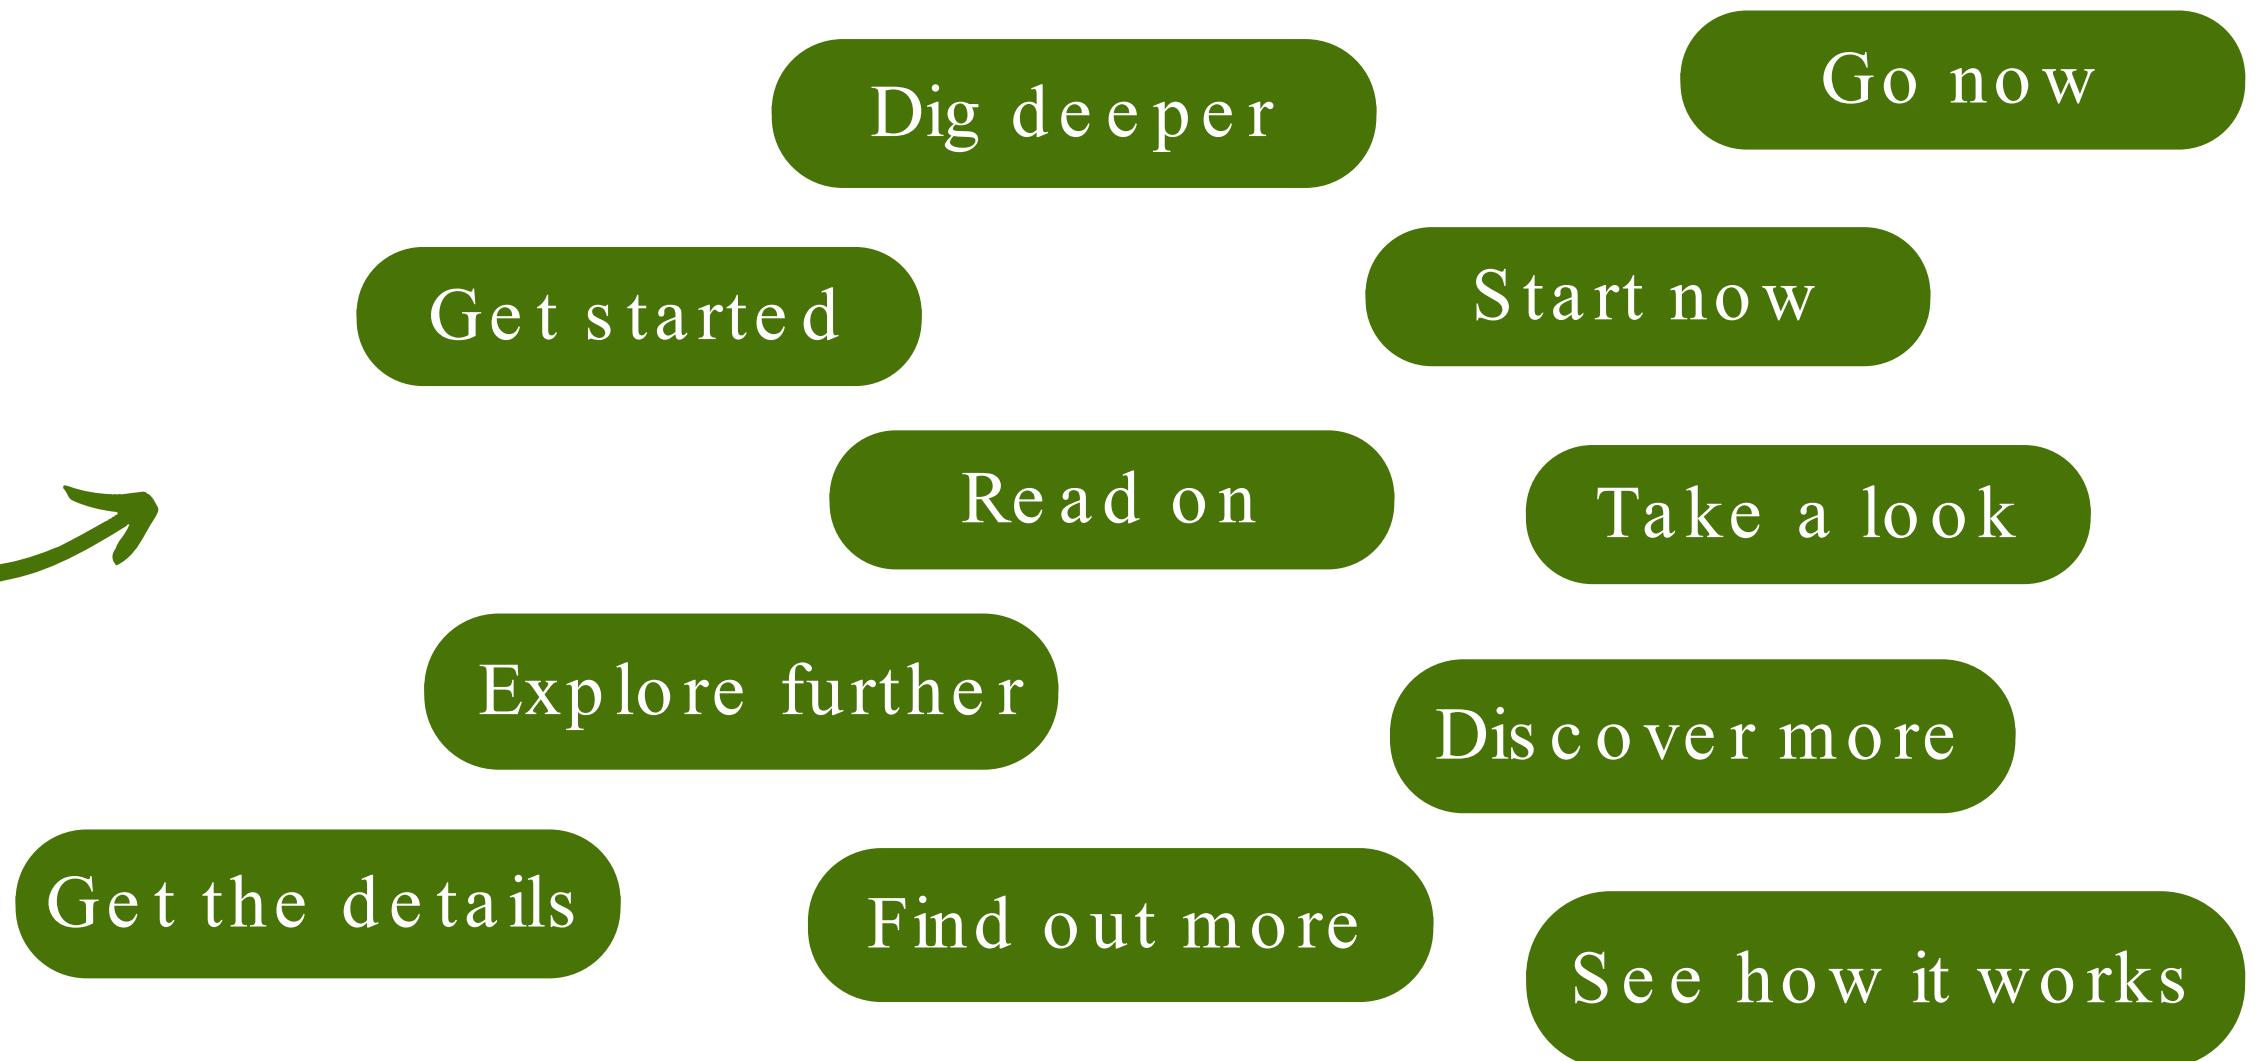 Go now
Dig deeper
Start now
Get started
Read on
Take a look
Explore further
Discover more
Get the details
Find out more
See how it works